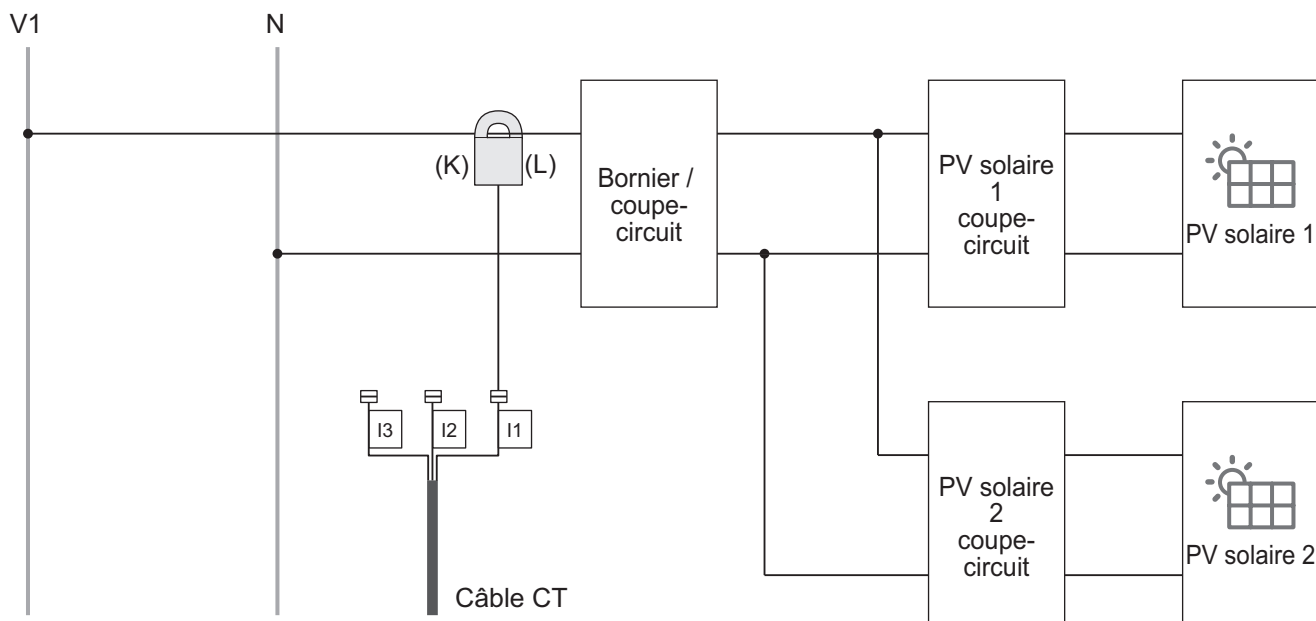 V1
N
(K)
(L)
Bornier /
coupe-
circuit
PV solaire
1
coupe-
circuit
PV solaire 1
I3
I2
I1
PV solaire
2
coupe-
circuit
PV solaire 2
Câble CT